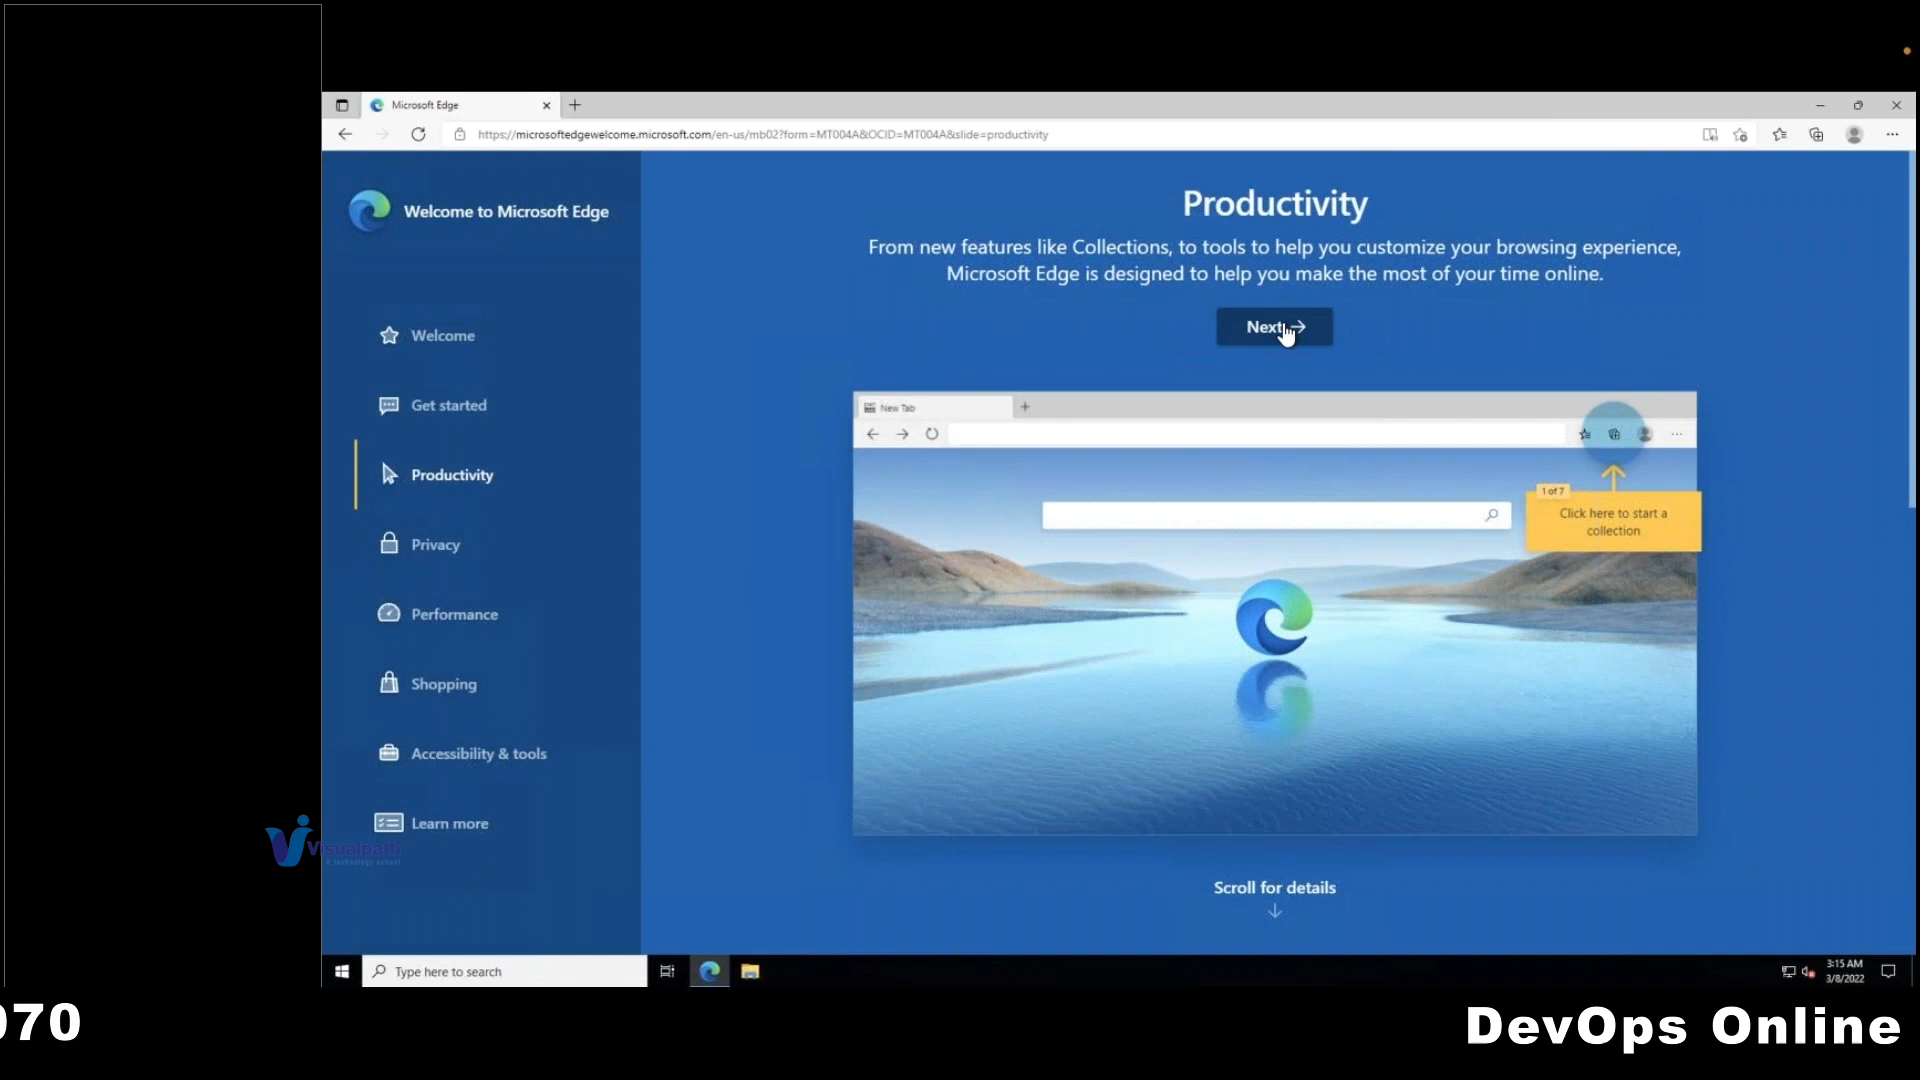 Microsoft Edge
https://microsoftedgewelcome.microsoft.com/en-us/mb02?form=MT004A&OCID=MT004A&slide=productivity
Welcome to Microsoft Edge
Welcome
Get started
Productivity
Privacy
Performance
Shopping
Accessibility & tools
Learn more
Productivity
From new features like Collections, to tools to help you customize your browsing experience,
Microsoft Edge is designed to help you make the most of your time online.
Next
New Tab
1 of 7
Click here to start a
collection
Scroll for details
Visualpath
A technology school
Type here to search
3:15 AM
3/8/2022
070
DevOps Online